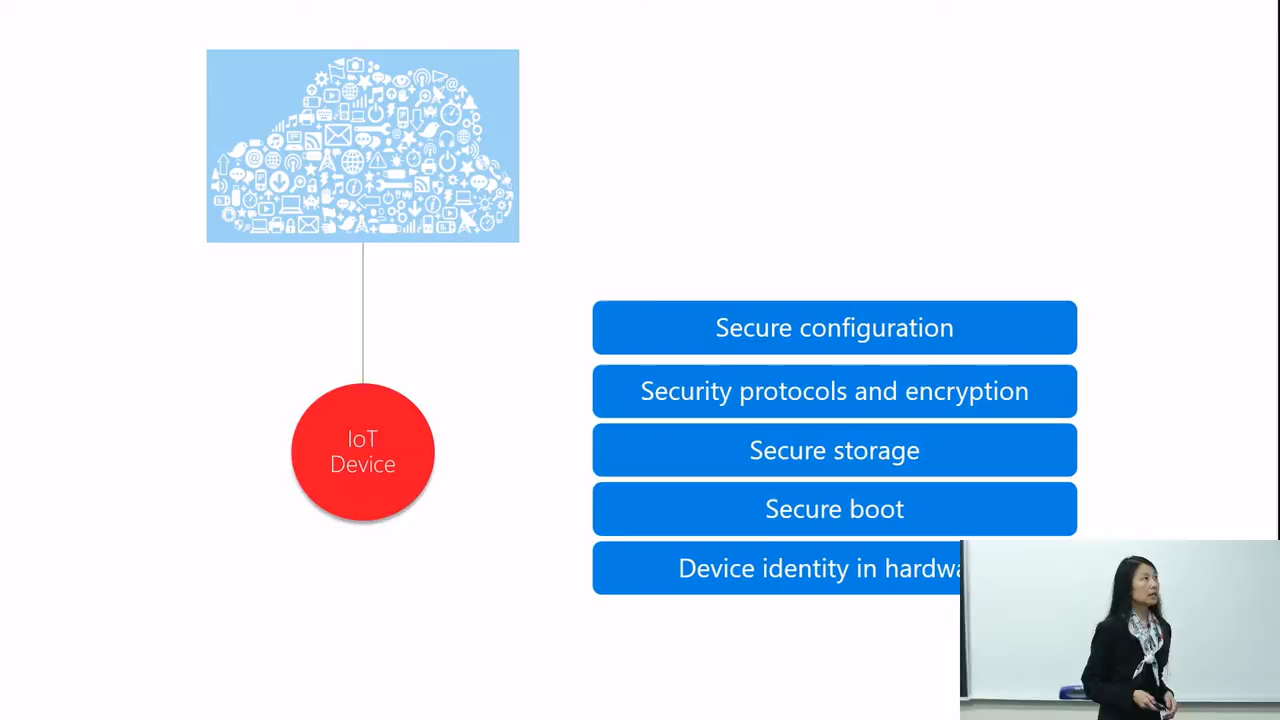 Secure configuration
Security protocols and encryption
IoT
Device
Secure storage
Secure boot
Device identity in